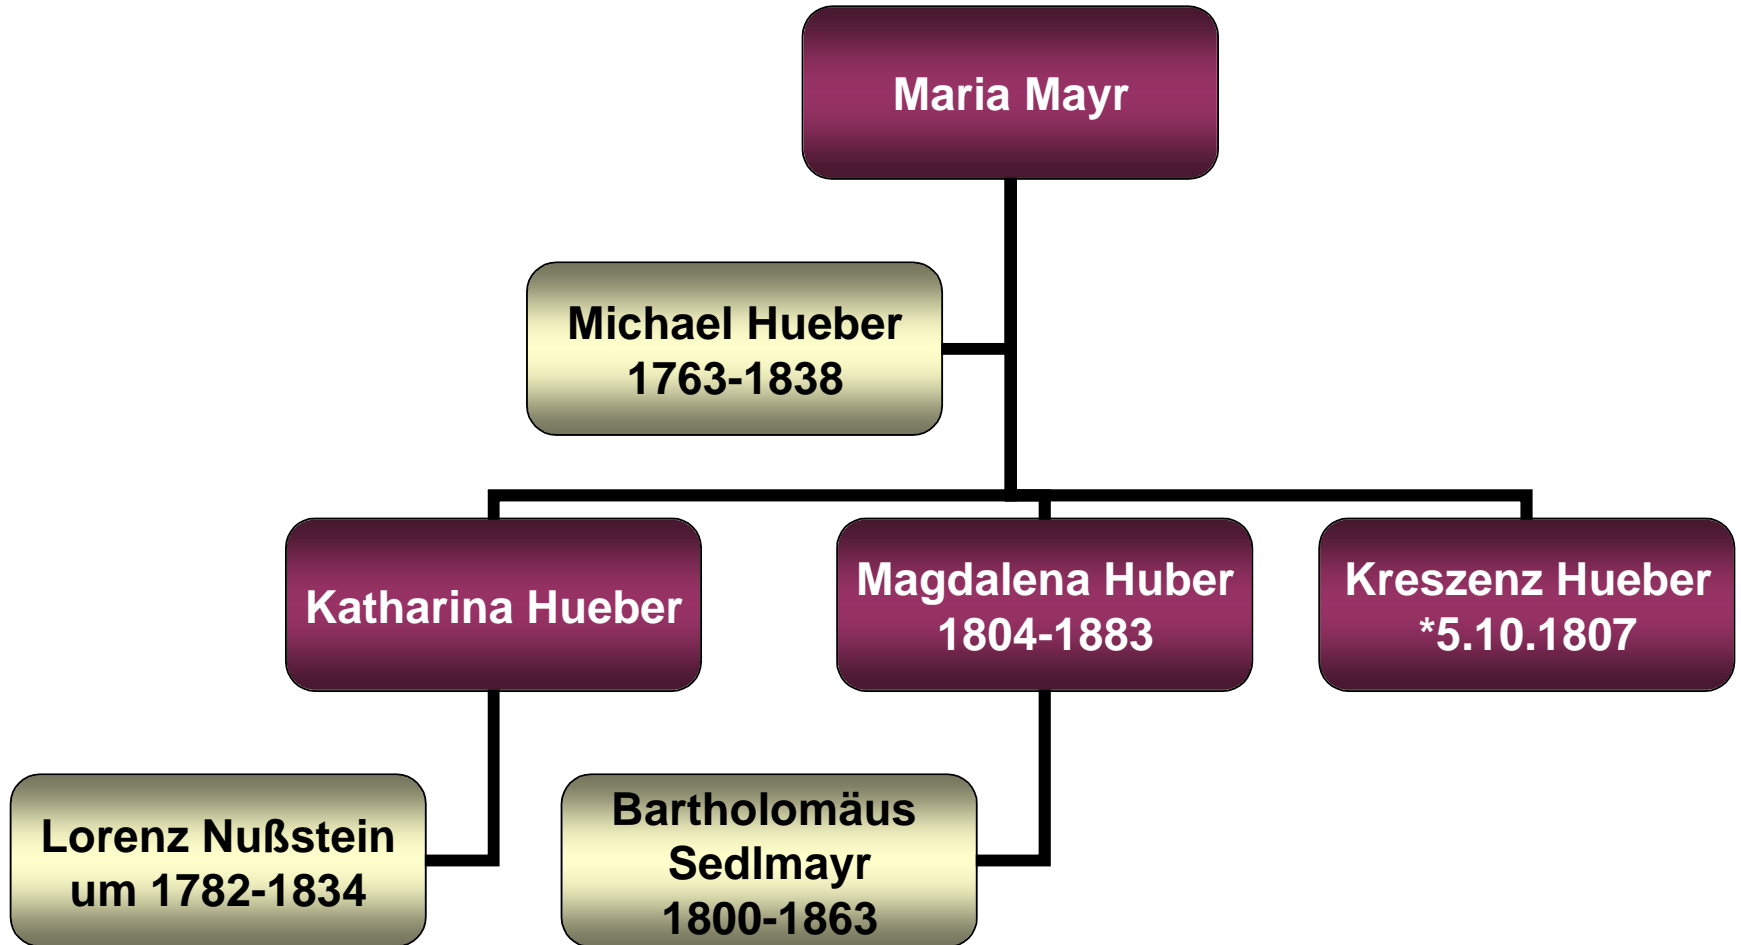 Maria Mayr
Michael Hueber
1763-1838
Katharina Hueber
Magdalena Huber
1804-1883
Kreszenz Hueber
*5.10.1807
Lorenz Nußstein
um 1782-1834
Bartholomäus
Sedlmayr
1800-1863